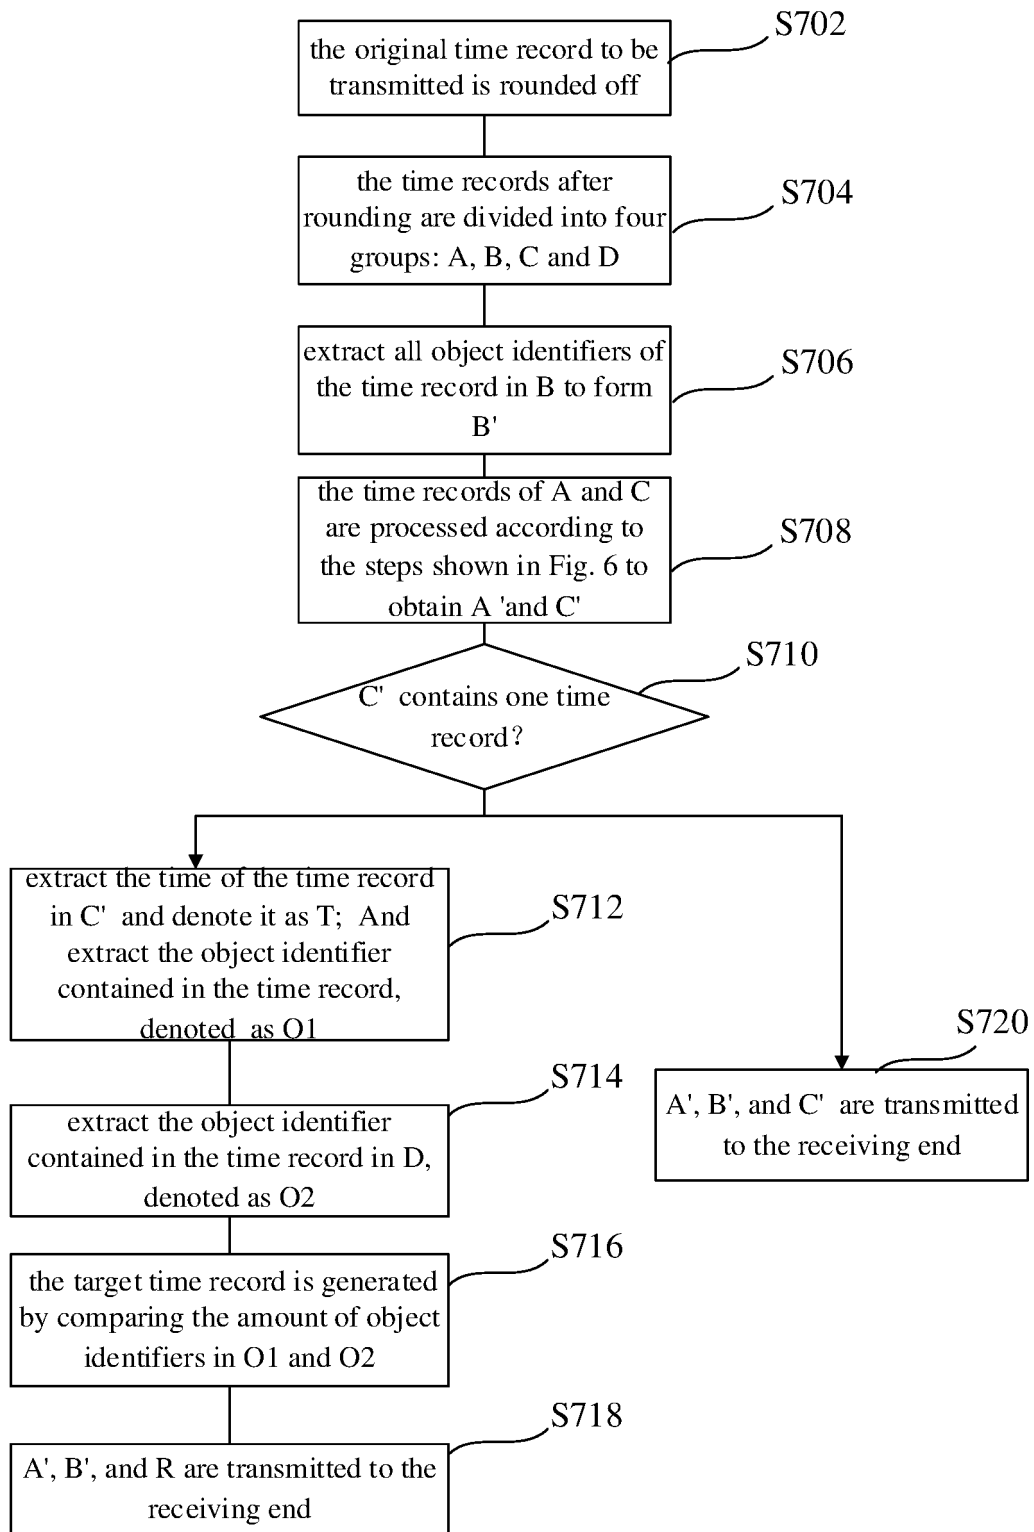 S702
the original time record to be
transmitted is rounded off
S704
the time records after
rounding are divided into four
groups: A, B, C and D
S706
extract all object identifiers of
the time record in B to form
B'
S708
the time records of A and C
are processed according to
the steps shown in Fig. 6 to
obtain A 'and C'
S710
C' contains one time
record?
S712
extract the time of the time record
in C' and denote it as T; And
extract the object identifier
contained in the time record,
denoted as O1
S720
A', B', and C' are transmitted
to the receiving end
S714
extract the object identifier
contained in the time record in D,
denoted as O2
S716
the target time record is generated
by comparing the amount of object
identifiers in O1 and O2
S718
A', B', and R are transmitted to the
receiving end